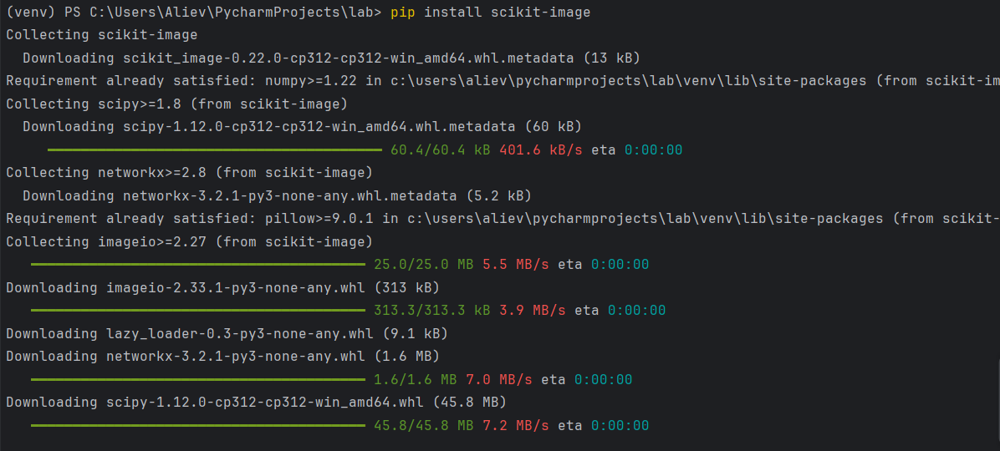 (venv) PS C:\Users\Aliev\PycharmProjects\lab> pip install scikit-image
Collecting scikit-image
  Downloading scikit_image-0.22.0-cp312-cp312-win_amd64.whl.metadata (13 kB)
Requirement already satisfied: numpy>=1.22 in c:\users\aliev\pycharmprojects\lab\venv\lib\site-packages (from scikit-im
Collecting scipy>=1.8 (from scikit-image)
  Downloading scipy-1.12.0-cp312-cp312-win_amd64.whl.metadata (60 kB)
60.4/60.4 kB 401.6 kB/s eta 0:00:00
Collecting networkx>=2.8 (from scikit-image)
  Downloading networkx-3.2.1-py3-none-any.whl.metadata (5.2 kB)
Requirement already satisfied: pillow>=9.0.1 in c:\users\aliev\pycharmprojects\lab\venv\lib\site-packages (from scikit-
Collecting imageio>=2.27 (from scikit-image)
25.0/25.0 MB 5.5 MB/s eta 0:00:00
Downloading imageio-2.33.1-py3-none-any.whl (313 kB)
313.3/313.3 kB 3.9 MB/s eta 0:00:00
Downloading lazy_loader-0.3-py3-none-any.whl (9.1 kB)
Downloading networkx-3.2.1-py3-none-any.whl (1.6 MB)
1.6/1.6 MB 7.0 MB/s eta 0:00:00
Downloading scipy-1.12.0-cp312-cp312-win_amd64.whl (45.8 MB)
45.8/45.8 MB 7.2 MB/s eta 0:00:00